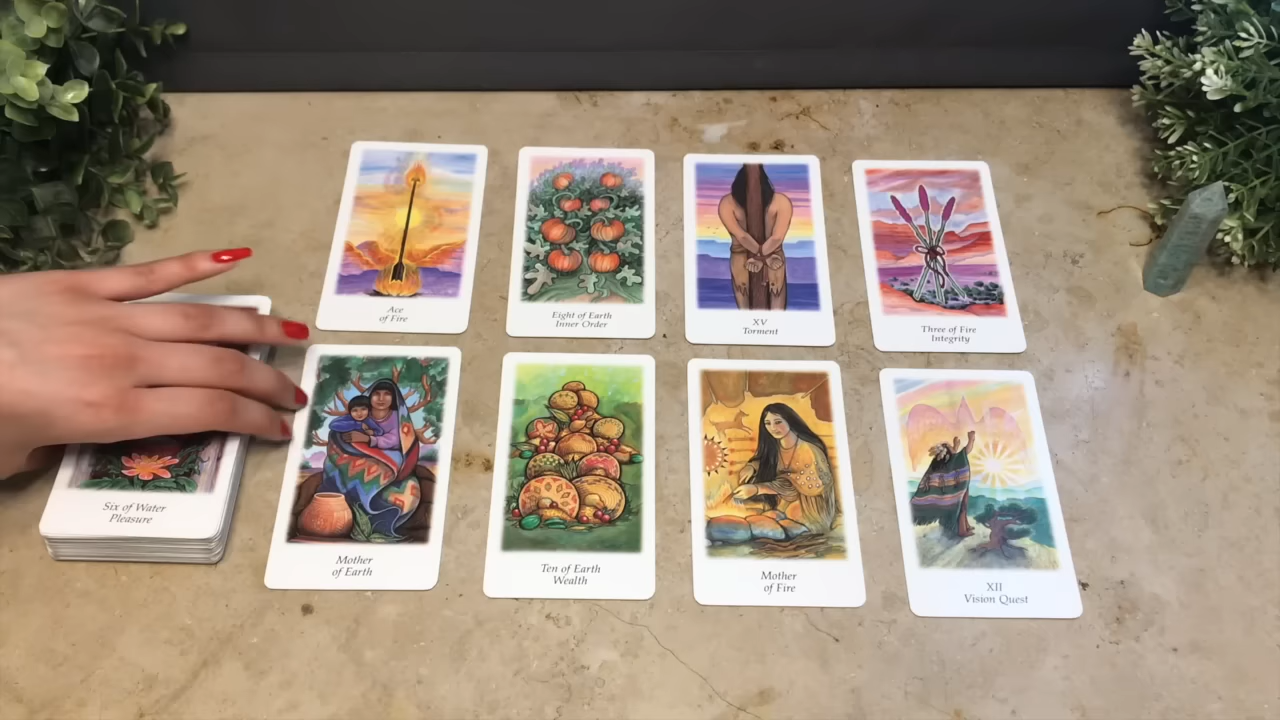 Ace
of Fire
Eight of Earth
Inner Order
XV
Torment
Three of Fire
Integrity
Six of Water
Pleasure
Mother
of Earth
Ten of Earth
Wealth
Mother
of Fire
XII
Vision Quest